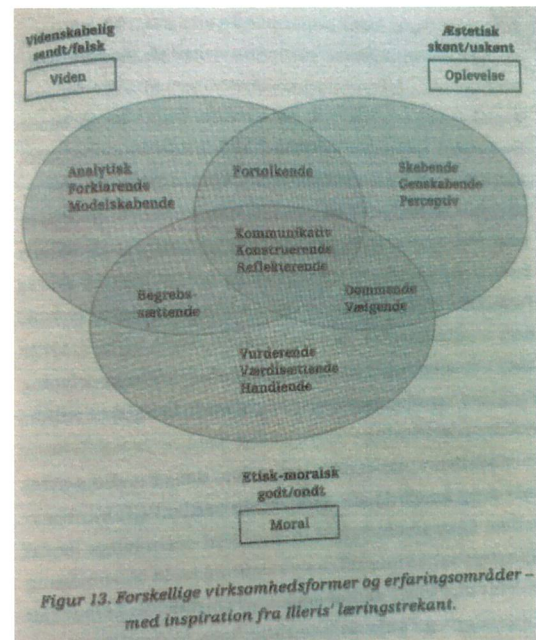 Videnskabelig
sandt/falsk
Viden
Æstetisk
skønt/uskønt
Oplevelse
Analytisk
Forklarende
Modelskabende
Fortolkende
Skabende
Genskabende
Perceptiv
Kommunikativ
Konstruerende
Reflekterende
Begrebs-
sættende
Dømmende
Vælgende
Vurderende
Værdisættende
Handlende
Etisk-moralsk
godt/ondt
Moral
Figur 13. Forskellige virksomhedsformer og erfaringsområder –
med inspiration fra Illeris' læringstrekant.